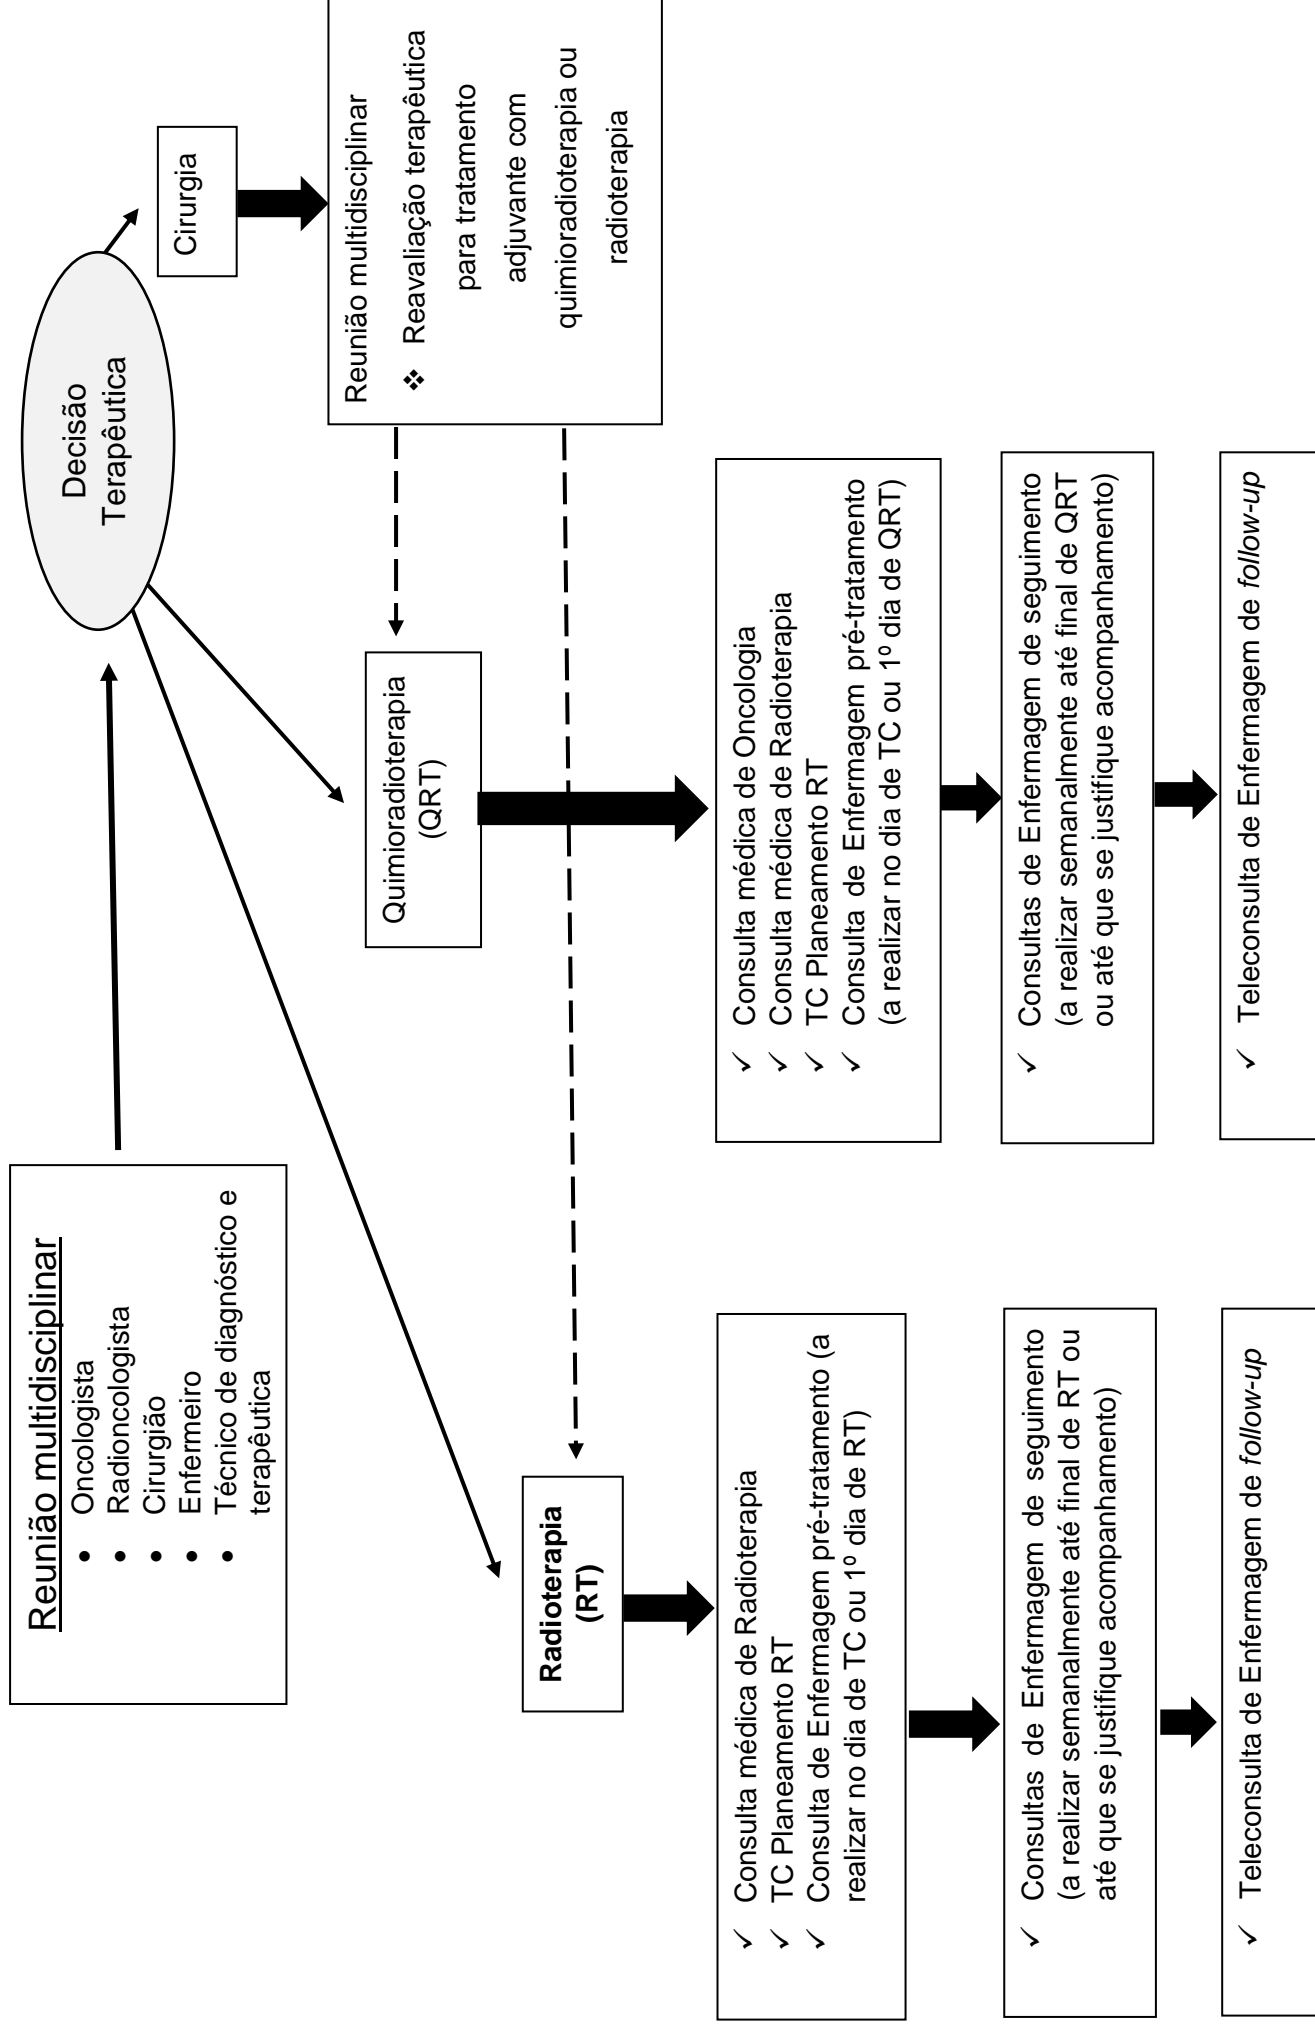 Reunião multidisciplinar
• Oncologista
• Radioncologista
• Cirurgião
• Enfermeiro
• Técnico de diagnóstico e
terapêutica
Decisão
Terapêutica
Cirurgia
Reunião multidisciplinar
❖ Reavaliação terapêutica
para tratamento
adjuvante com
quimioradioterapia ou
radioterapia
Quimioradioterapia
(QRT)
Radioterapia
(RT)
✓ Consulta médica de Radioterapia
✓ TC Planeamento RT
✓ Consulta de Enfermagem pré-tratamento (a
realizar no dia de TC ou 1º dia de RT)
✓ Consulta médica de Oncologia
✓ Consulta médica de Radioterapia
✓ TC Planeamento RT
✓ Consulta de Enfermagem pré-tratamento
(a realizar no dia de TC ou 1º dia de QRT)
✓ Consultas de Enfermagem de seguimento
(a realizar semanalmente até final de RT ou
até que se justifique acompanhamento)
✓ Consultas de Enfermagem de seguimento
(a realizar semanalmente até final de QRT
ou até que se justifique acompanhamento)
✓ Teleconsulta de Enfermagem de follow-up
✓ Teleconsulta de Enfermagem de follow-up